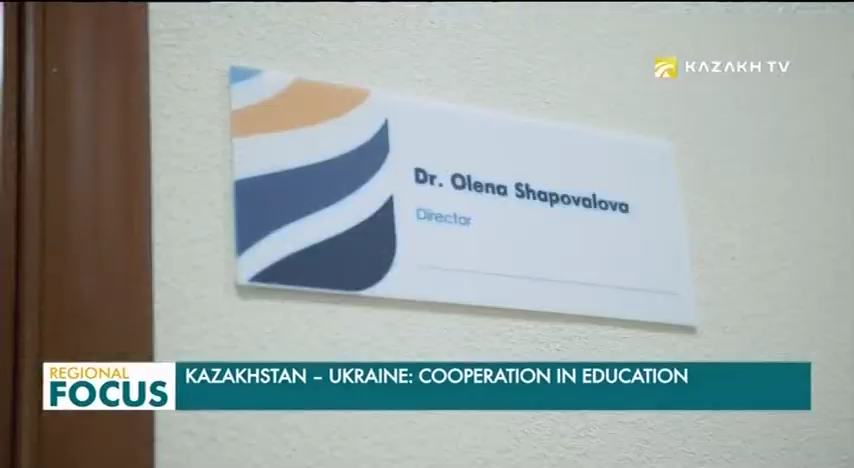 KAZAKH TV
Dr. Olena Shapovalova
Director
REGIONAL
FOCUS
KAZAKHSTAN – UKRAINE: COOPERATION IN EDUCATION